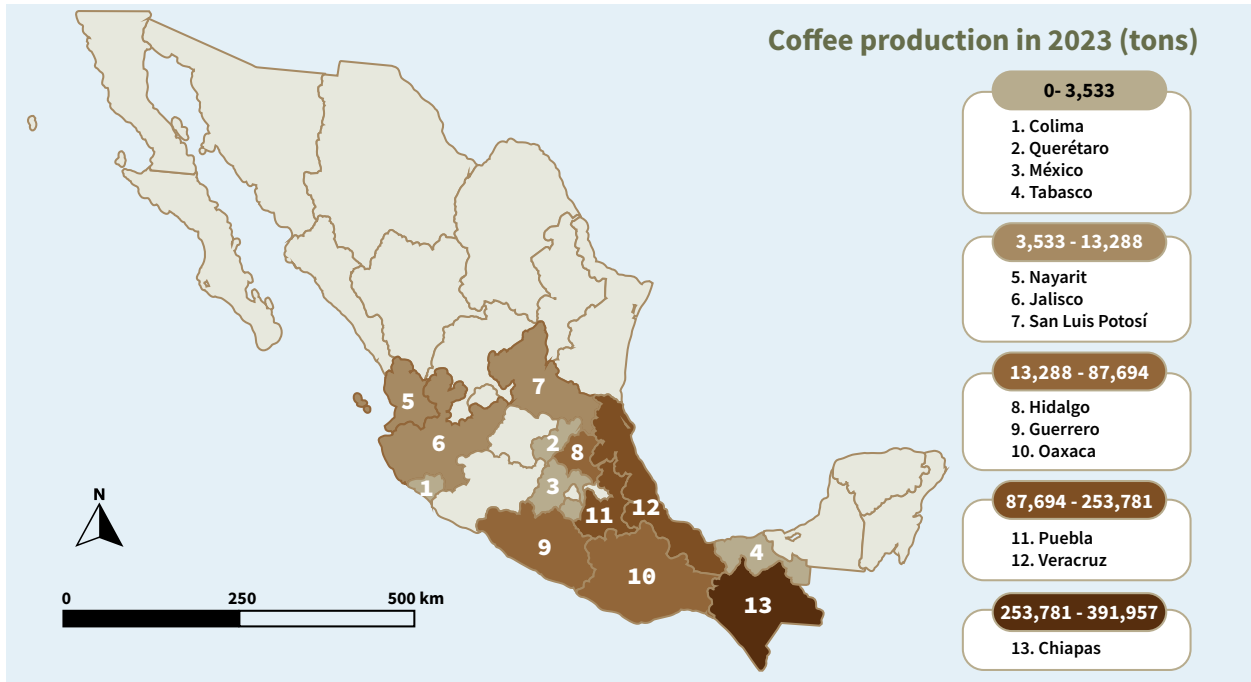 Coffee production in 2023 (tons)
0- 3,533
1. Colima
2. Querétaro
3. México
4. Tabasco
3,533 - 13,288
5. Nayarit
6. Jalisco
7. San Luis Potosí
13,288 - 87,694
8. Hidalgo
9. Guerrero
10. Oaxaca
87,694 - 253,781
11. Puebla
12. Veracruz
253,781 - 391,957
13. Chiapas
7
5
6
2
8
1
3
11
12
9
10
4
13
N
0 250 500 km